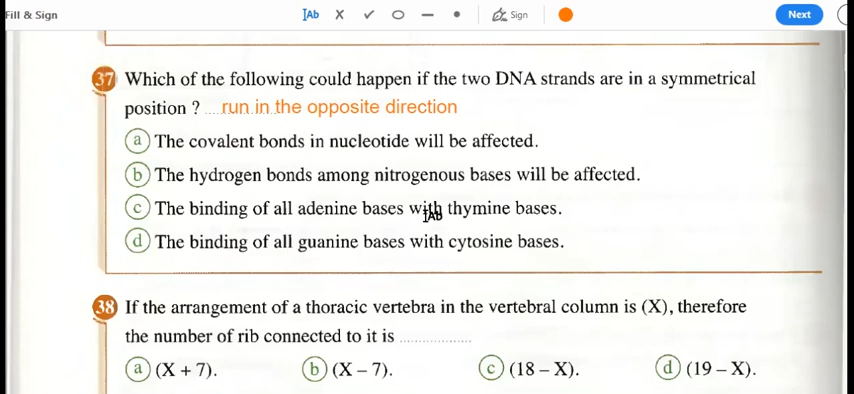 Fill & Sign Ab Sign Next
37 Which of the following could happen if the two DNA strands are in a symmetrical
position ? ....run in the opposite direction
a The covalent bonds in nucleotide will be affected.
b The hydrogen bonds among nitrogenous bases will be affected.
c The binding of all adenine bases with thymine bases.
Ab
d The binding of all guanine bases with cytosine bases.
38 If the arrangement of a thoracic vertebra in the vertebral column is (X), therefore
the number of rib connected to it is ..................
a (X + 7). b (X – 7). c (18 – X). d (19 – X).